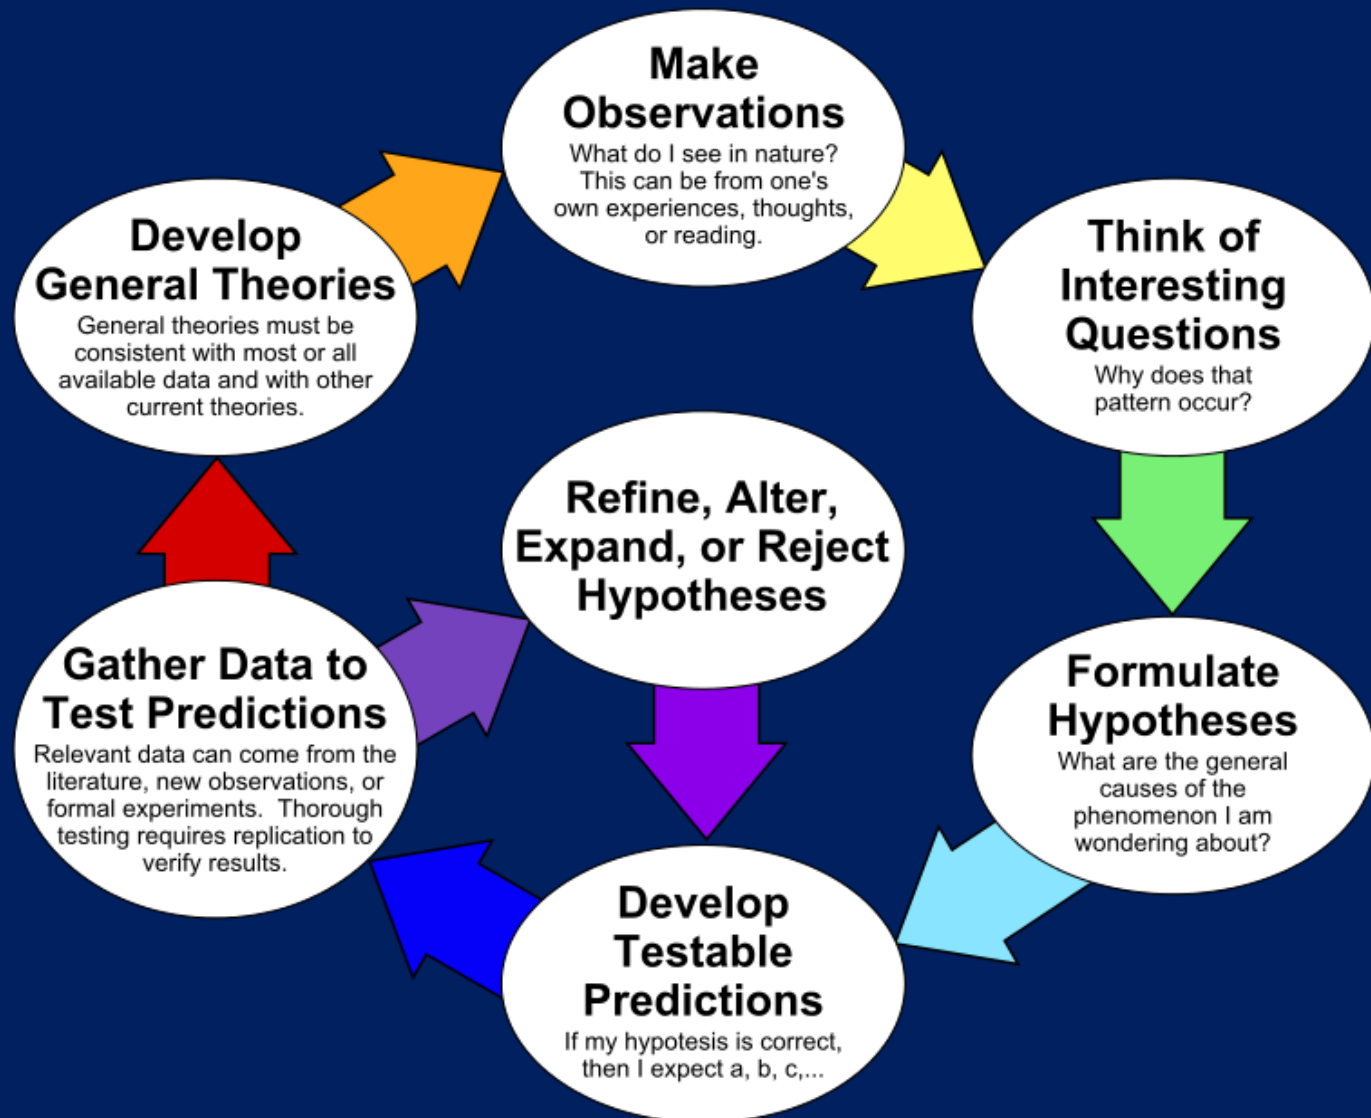 Make
Observations
What do I see in nature?
This can be from one's
own experiences, thoughts,
or reading.
Think of
Interesting
Questions
Why does that
pattern occur?
Formulate
Hypotheses
What are the general
causes of the
phenomenon I am
wondering about?
Develop
Testable
Predictions
If my hypotesis is correct,
then I expect a, b, c,...
Gather Data to
Test Predictions
Relevant data can come from the
literature, new observations, or
formal experiments.  Thorough
testing requires replication to
verify results.
Refine, Alter,
Expand, or Reject
Hypotheses
Develop
General Theories
General theories must be
consistent with most or all
available data and with other
current theories.